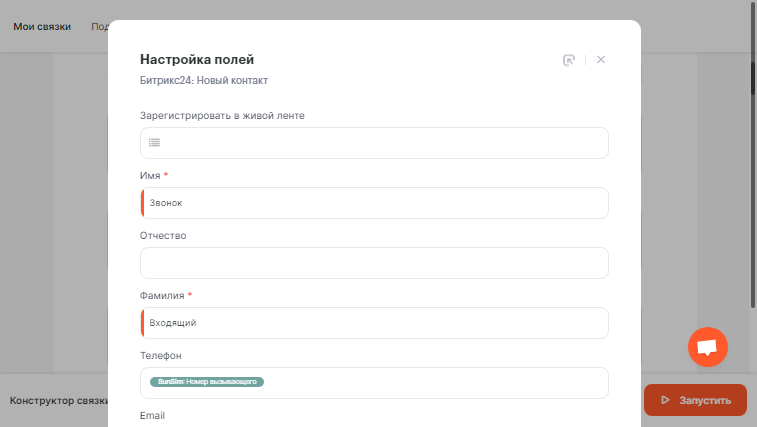 Мои связки
Под
Настройка полей
Битрикс24: Новый контакт
Зарегистрировать в живой ленте
Имя *
Звонок
Отчество
Фамилия *
Входящий
Телефон
SunSim: Номер вызывающего
Email
Конструктор связки
Запустить